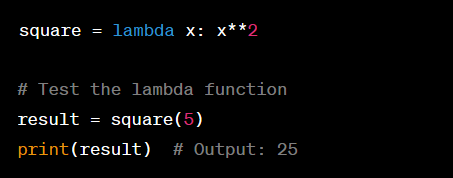 square = lambda x: x**2
# Test the lambda function
result = square(5)
print(result)  # Output: 25